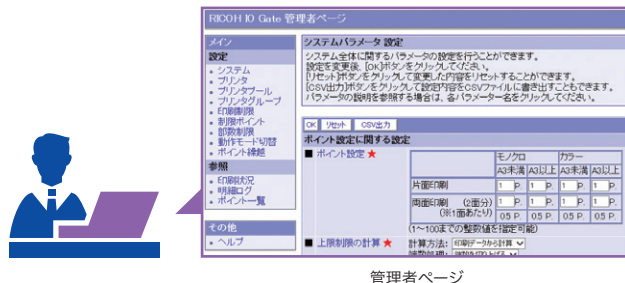 RICOH IO Gate 管理者ページ
メイン
設定
・システム
・プリンタ
・プリンタプール
・プリンタグループ
・印刷制限
・制限ポイント
・部数制限
・動作モード切替
・ポイント繰越
参照
・印刷状況
・明細ログ
・ポイント一覧
その他
・ヘルプ
システムパラメータ 設定
システム全体に関するパラメータの設定を行うことができます。
設定を変更後、[OK]ボタンをクリックしてください。
[リセット]ボタンをクリックして変更した内容をリセットすることができます。
[CSV出力]ボタンをクリックして設定内容をCSVファイルに書き出すこともできます。
パラメータの説明を参照する場合は、各パラメーター名をクリックしてください。
OK リセット CSV出力
ポイント設定に関する設定
■ ポイント設定 ★
モノクロ カラー
A3未満 A3以上 A3未満 A3以上
片面印刷 1 P. 1 P. 1 P. 1 P.
両面印刷 (2面分) 1 P. 1 P. 1 P. 1 P.
(※1面あたり) 0.5 P. 0.5 P. 0.5 P. 0.5 P.
(1～100までの整数値を指定可能)
■ 上限制限の計算 ★ 計算方法: 印刷データから計算
管理者ページ